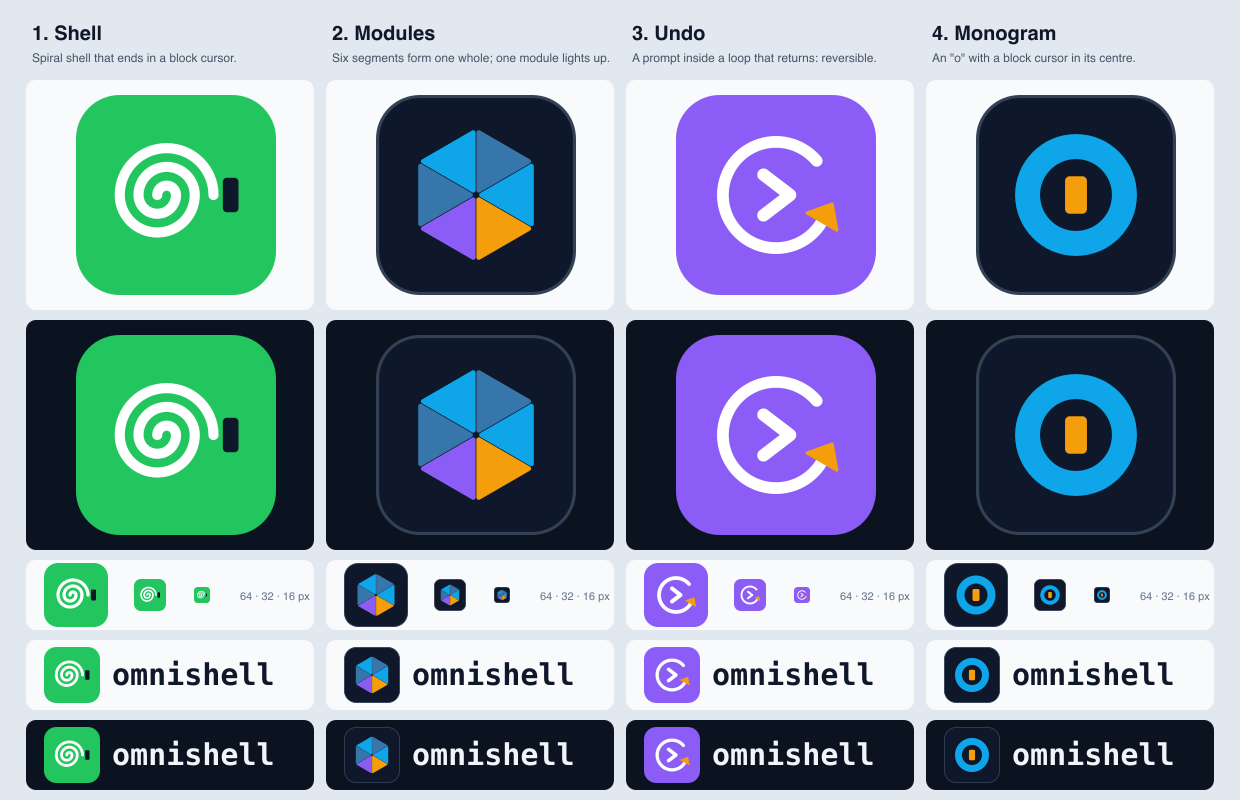 1. Shell
Spiral shell that ends in a block cursor.
2. Modules
Six segments form one whole; one module lights up.
3. Undo
A prompt inside a loop that returns: reversible.
4. Monogram
An "o" with a block cursor in its centre.
64 · 32 · 16 px
64 · 32 · 16 px
64 · 32 · 16 px
64 · 32 · 16 px
omnishell
omnishell
omnishell
omnishell
omnishell
omnishell
omnishell
omnishell